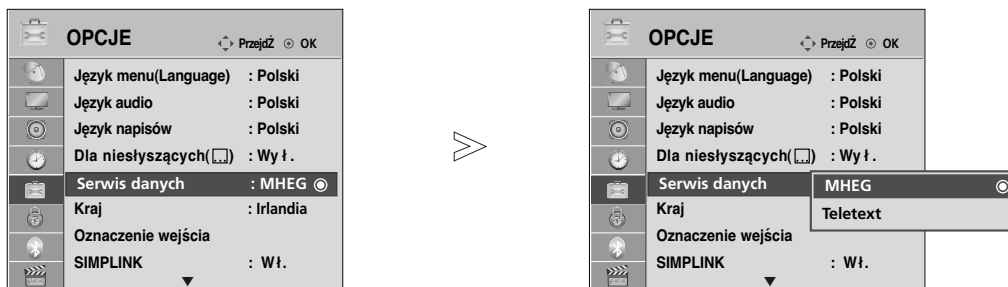 OPCJE PrzejdŹ OK
Język menu(Language) : Polski
Język audio : Polski
Język napisów : Polski
Dla niesłyszących( ) : Wył.
Serwis danych : MHEG
Kraj : Irlandia
Oznaczenie wejścia
SIMPLINK : Wł.
OPCJE PrzejdŹ OK
Język menu(Language) : Polski
Język audio : Polski
Język napisów : Polski
Dla niesłyszących( ) : Wył.
Serwis danych
MHEG
Kraj
Teletext
Oznaczenie wejścia
SIMPLINK : Wł.